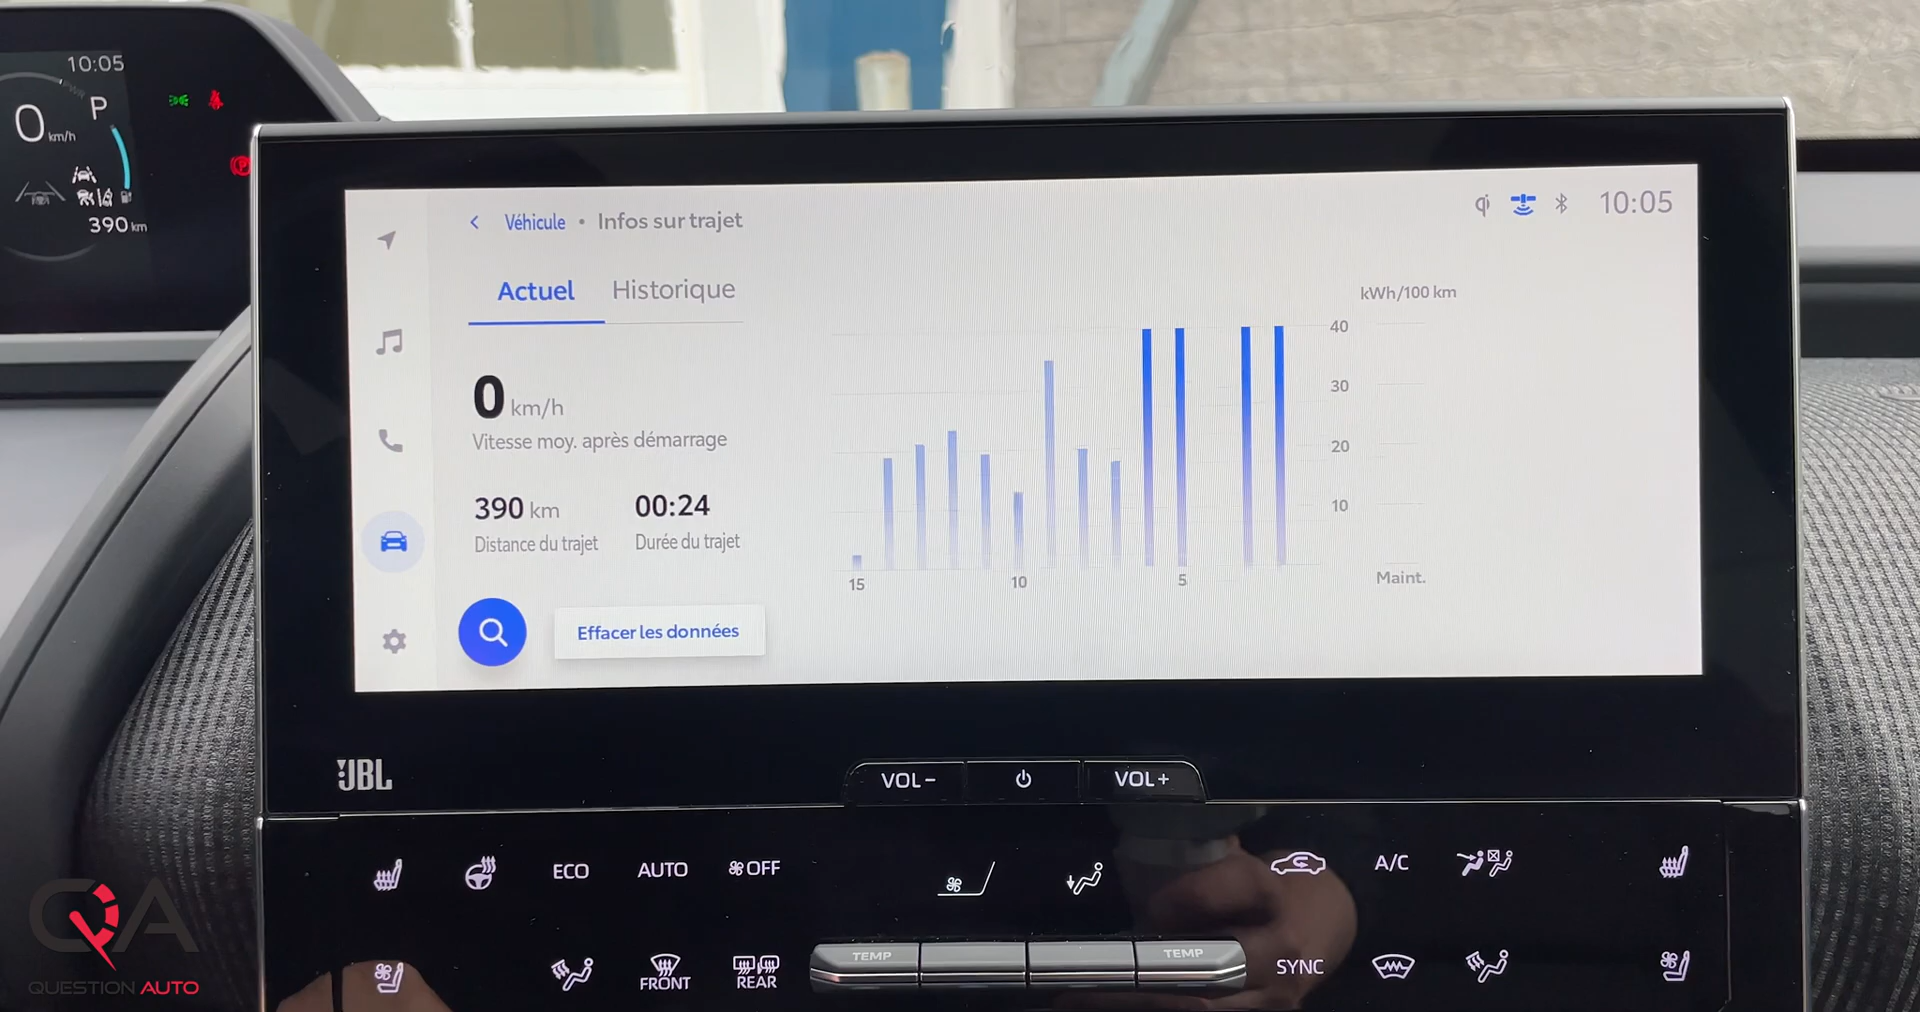 10:05
0 km/h
P
390 km
Véhicule • Infos sur trajet
10:05
Actuel Historique
kWh/100 km
0 km/h
Vitesse moy. après démarrage
390 km 00:24
Distance du trajet Durée du trajet
40
30
20
10
15 10 5 Maint.
Effacer les données
JBL
VOL- VOL+
ECO AUTO OFF A/C
FRONT REAR TEMP TEMP SYNC
QA
QUESTION AUTO